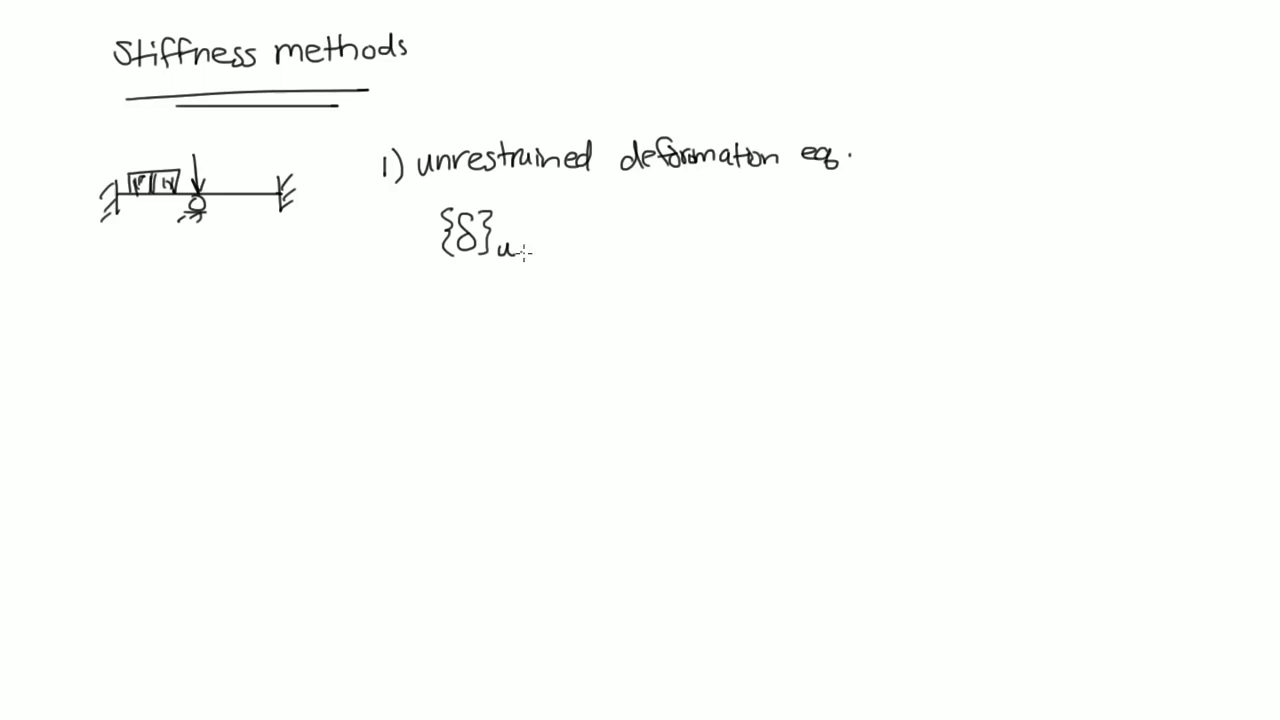 Stiffness methods
1) unrestrained deformation eq.
{δ}u